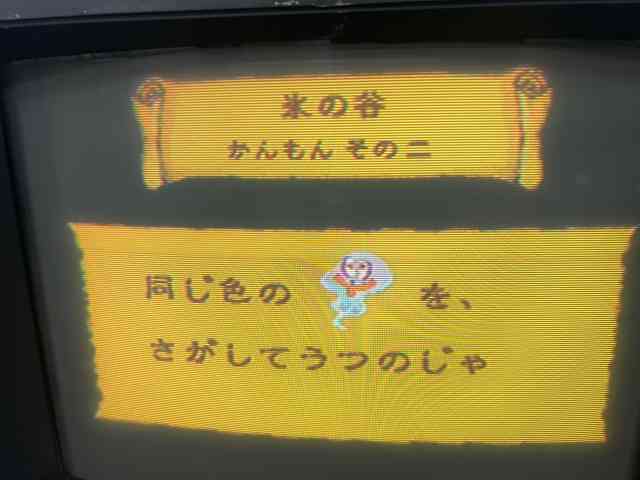 氷の谷
かんもん その二
同じ色の を、
さがしてうつのじゃ